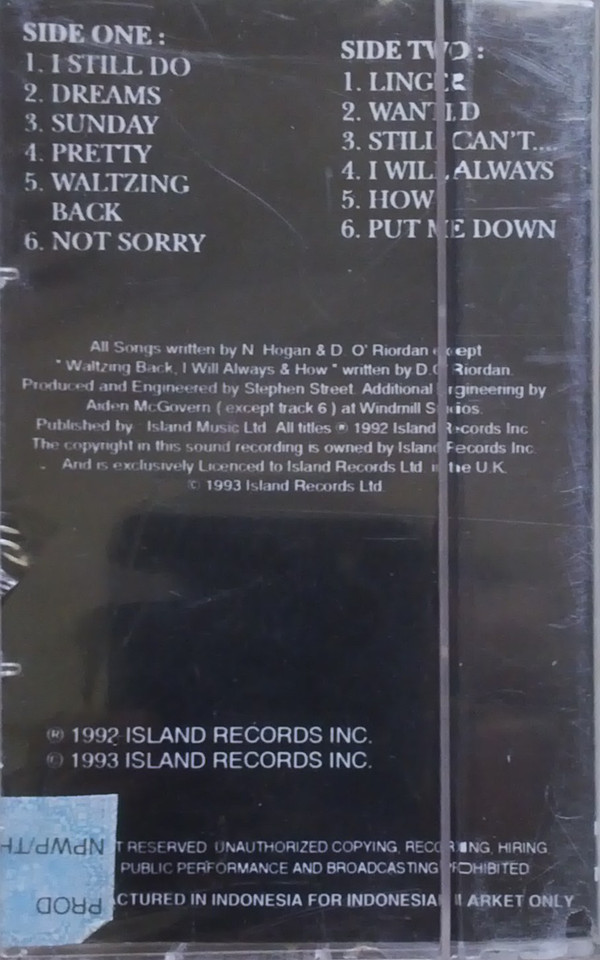 SIDE ONE :
1. I STILL DO
2. DREAMS
3. SUNDAY
4. PRETTY
5. WALTZING
BACK
6. NOT SORRY
SIDE TWO :
1. LINGER
2. WANTED
3. STILL CAN'T....
4. I WILL ALWAYS
5. HOW
6. PUT ME DOWN
All Songs written by N. Hogan & D. O' Riordan except
" Waltzing Back, I Will Always & How " written by D.O Riordan.
Produced and Engineered by Stephen Street. Additional Engineering by
Aiden McGovern ( except track 6 ) at Windmill Studios.
Published by Island Music Ltd. All titles ℗ 1992 Island Records Inc.
The copyright in this sound recording is owned by Island Records Inc.
And is exclusively Licenced to Island Records Ltd. in the U.K.
© 1993 Island Records Ltd.
® 1992 ISLAND RECORDS INC.
© 1993 ISLAND RECORDS INC.
NPWP/TH
T RESERVED. UNAUTHORIZED COPYING, RECORDING, HIRING,
PUBLIC PERFORMANCE AND BROADCASTING PROHIBITED
PROD
CTURED IN INDONESIA FOR INDONESIAN MARKET ONLY